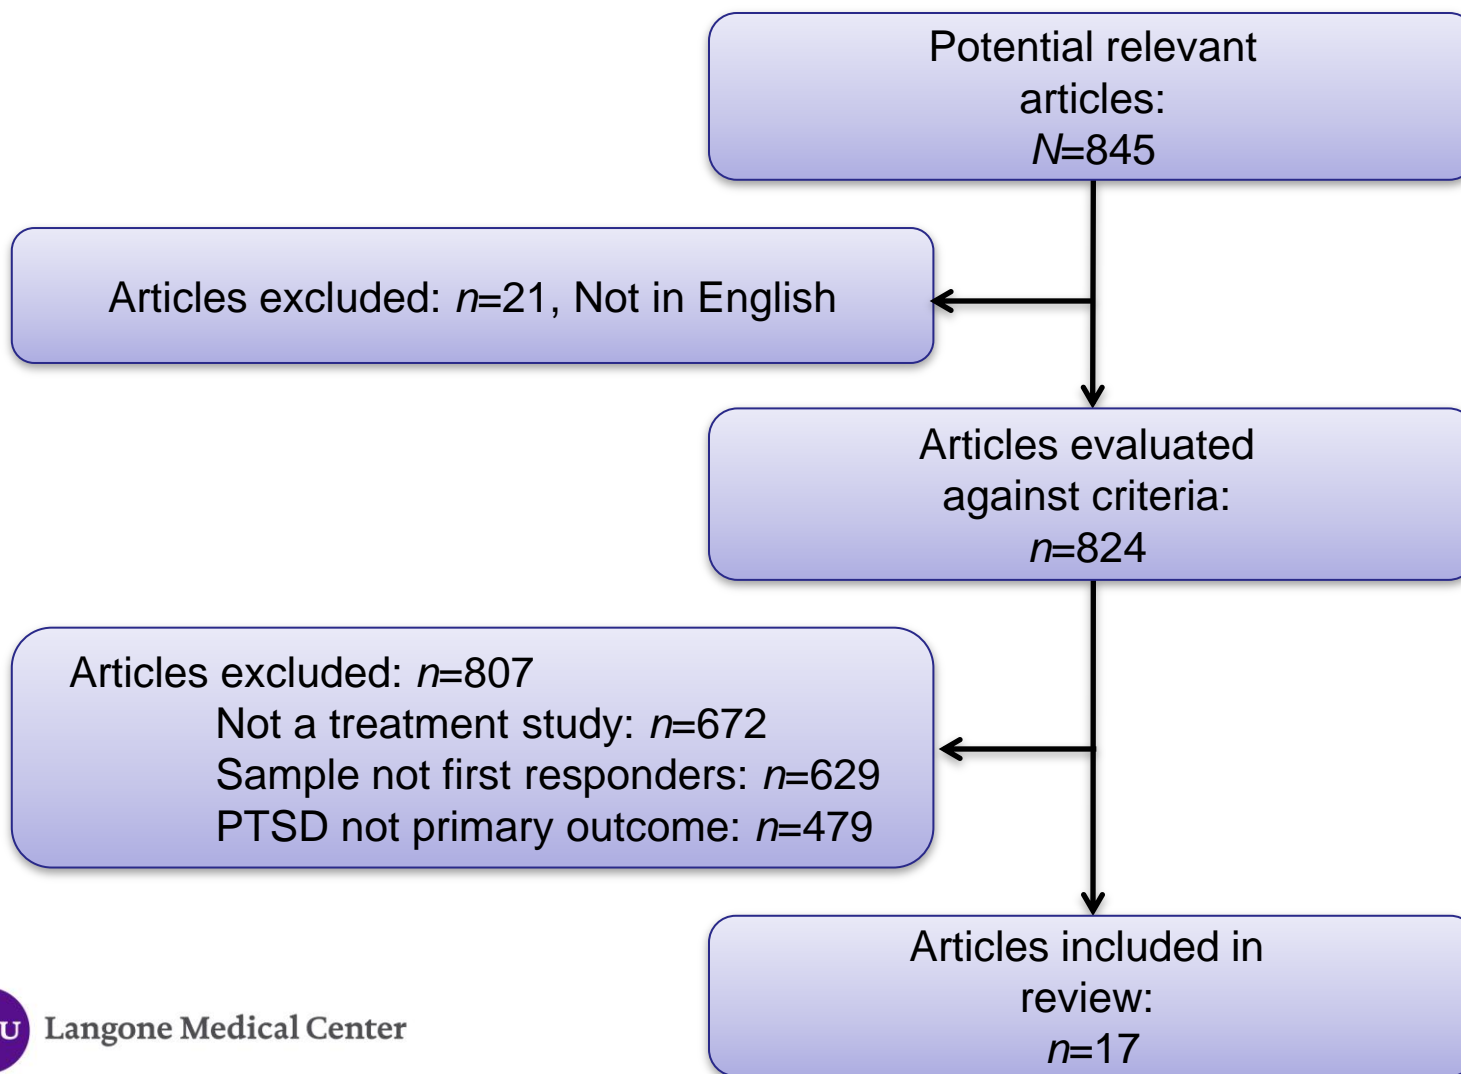 Potential relevant
articles:
N=845
Articles excluded: n=21, Not in English
Articles evaluated
against criteria:
n=824
Articles excluded: n=807
Not a treatment study: n=672
Sample not first responders: n=629
PTSD not primary outcome: n=479
Articles included in
review:
n=17
U Langone Medical Center